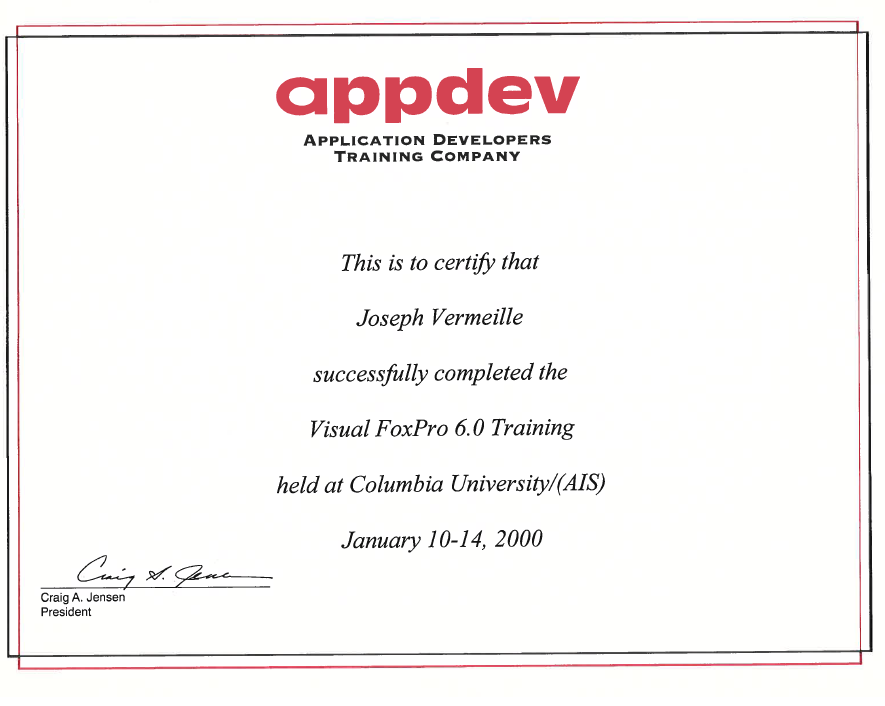 appdev
APPLICATION DEVELOPERS
TRAINING COMPANY
This is to certify that
Joseph Vermeille
successfully completed the
Visual FoxPro 6.0 Training
held at Columbia University/(AIS)
January 10-14, 2000
Craig A. Jensen
Craig A. Jensen
President